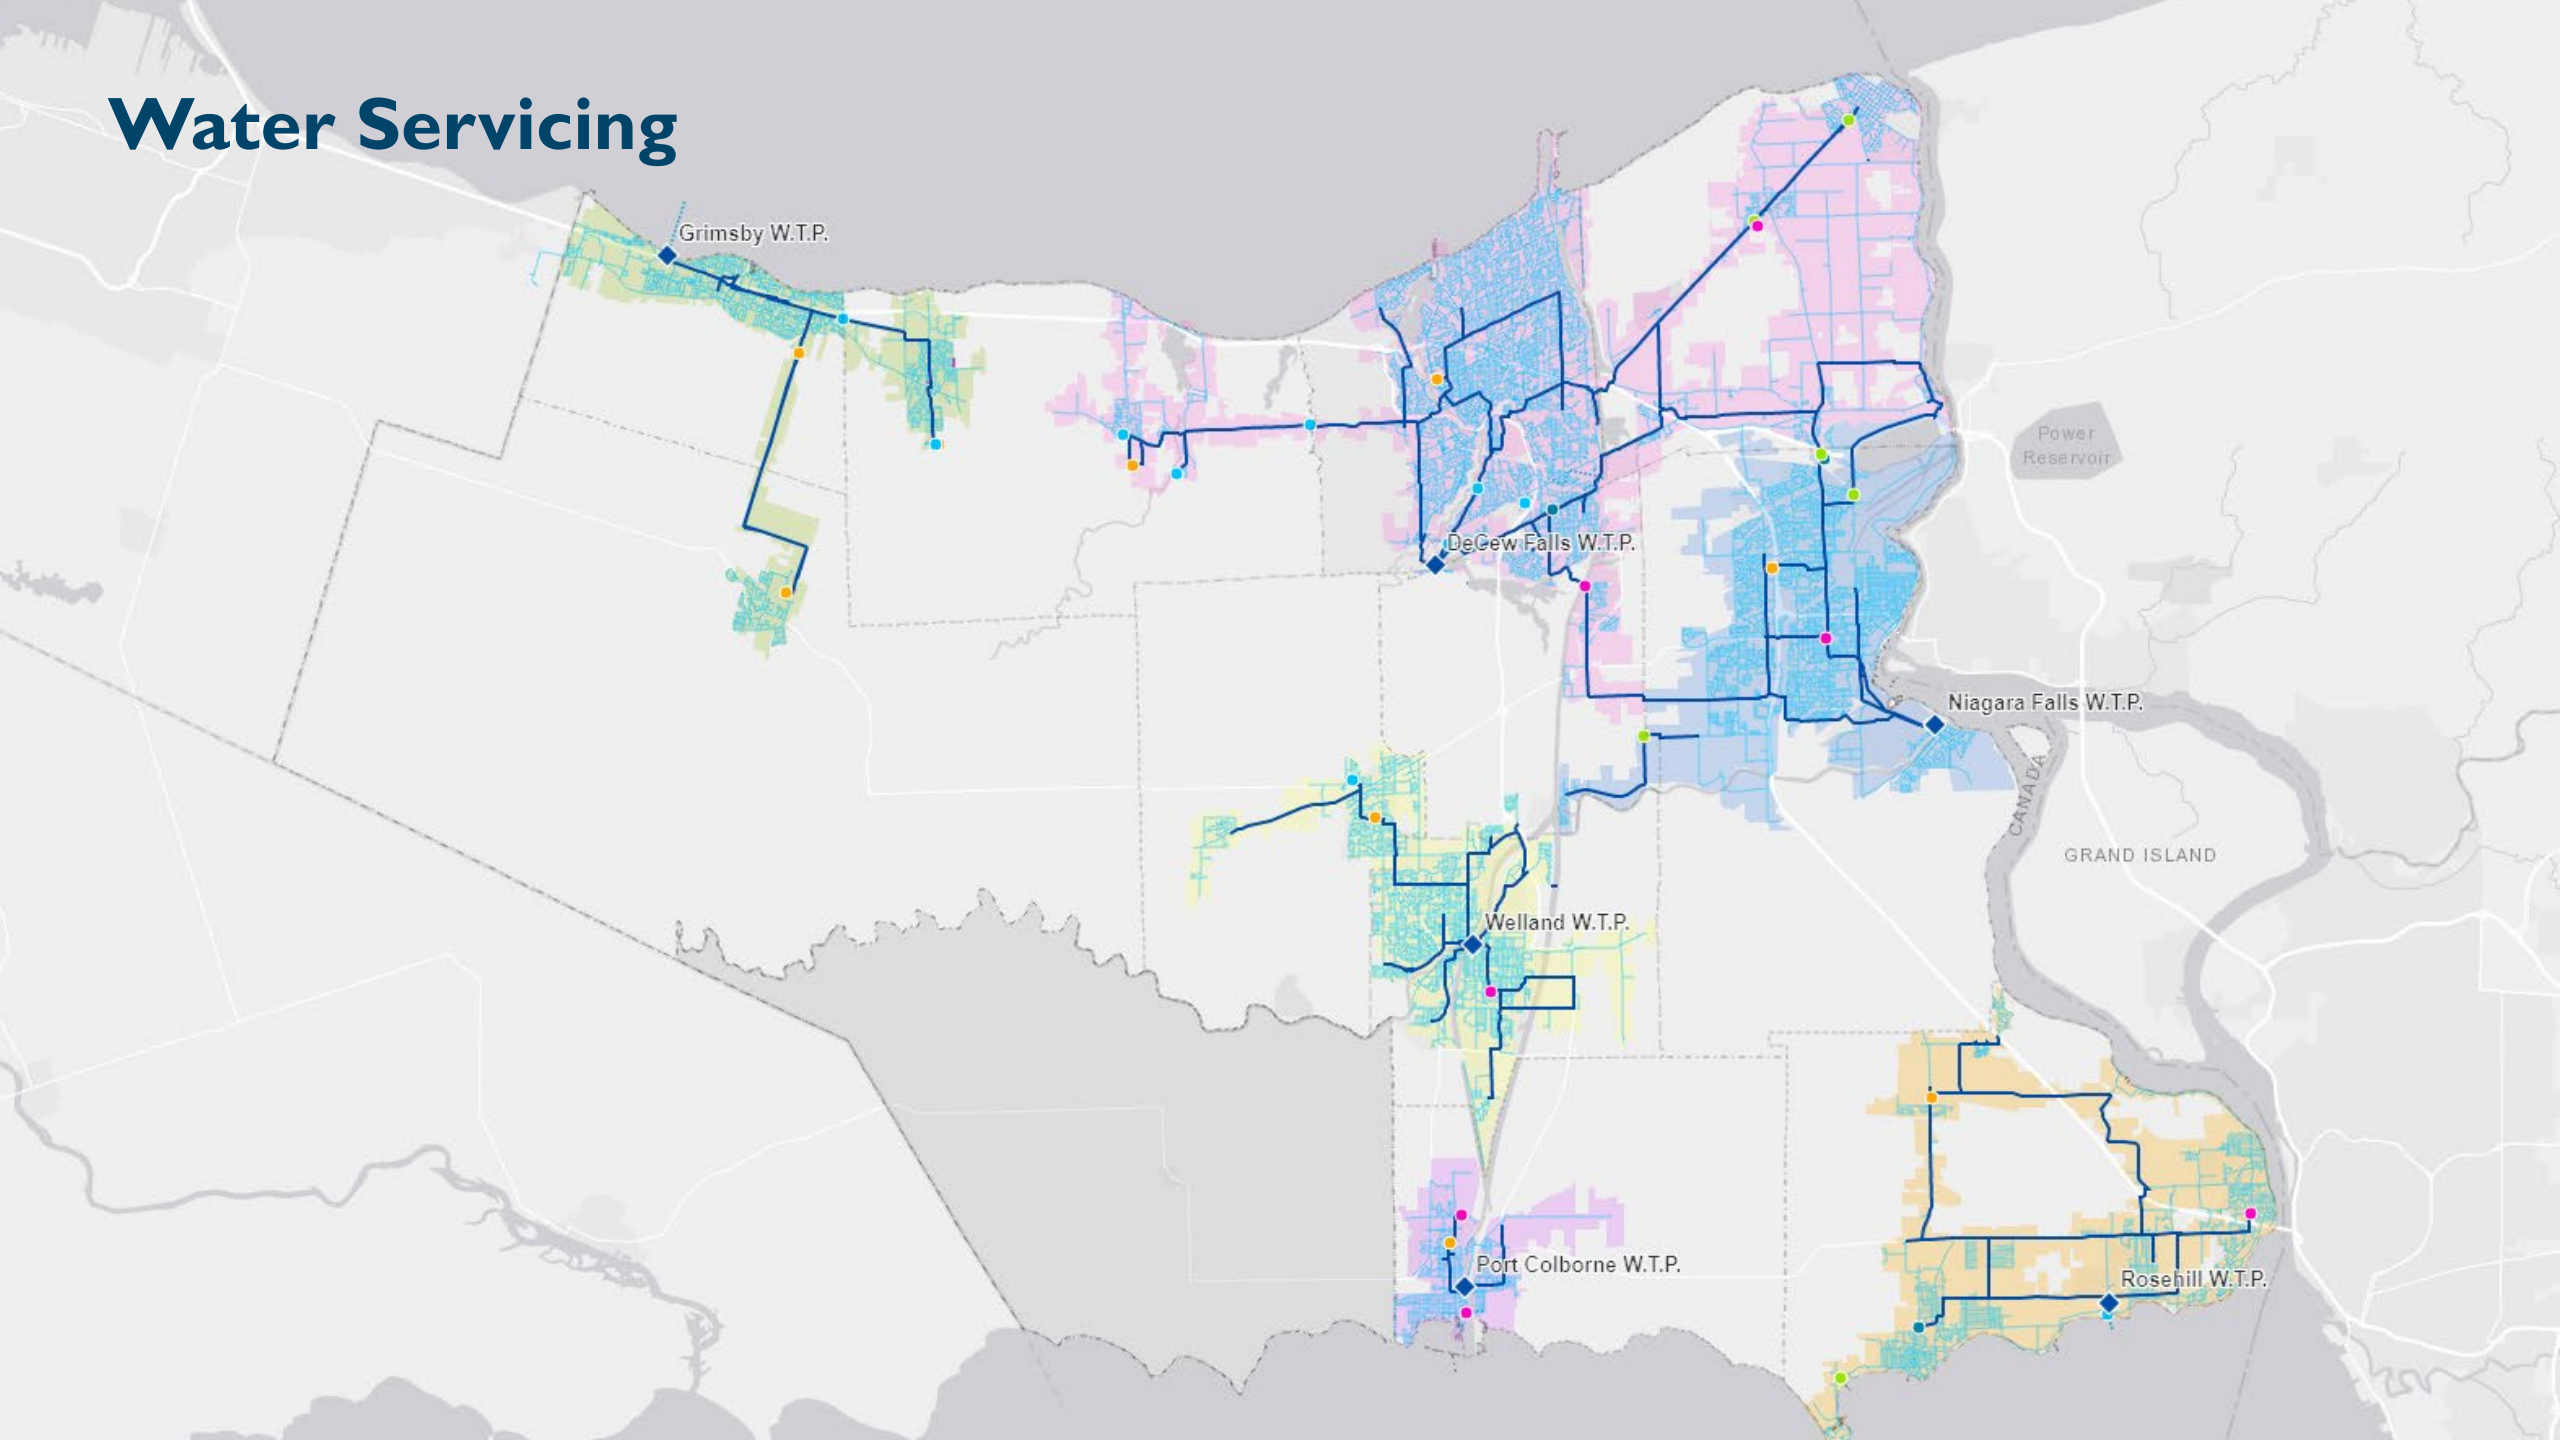 Water Servicing
Grimsby W.T.P.
Power
Reservoir
DeCew Falls W.T.P.
Niagara Falls W.T.P.
CANADA
GRAND ISLAND
Welland W.T.P.
Port Colborne W.T.P.
Rosehill W.T.P.